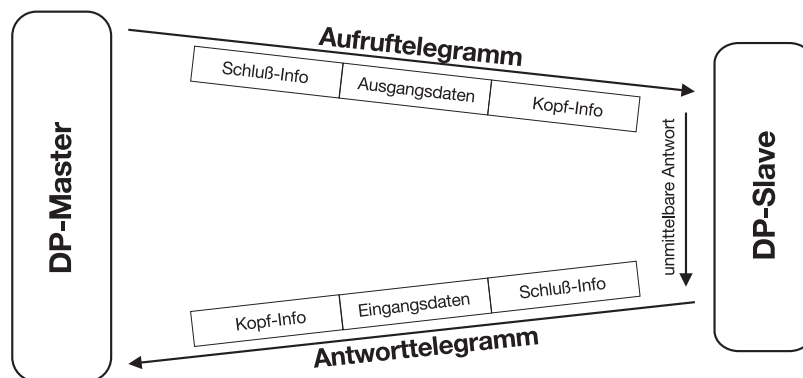 DP-Master
Aufruftelegramm
Schluß-Info
Ausgangsdaten
Kopf-Info
unmittelbare Antwort
DP-Slave
Kopf-Info
Eingangsdaten
Schluß-Info
Antworttelegramm